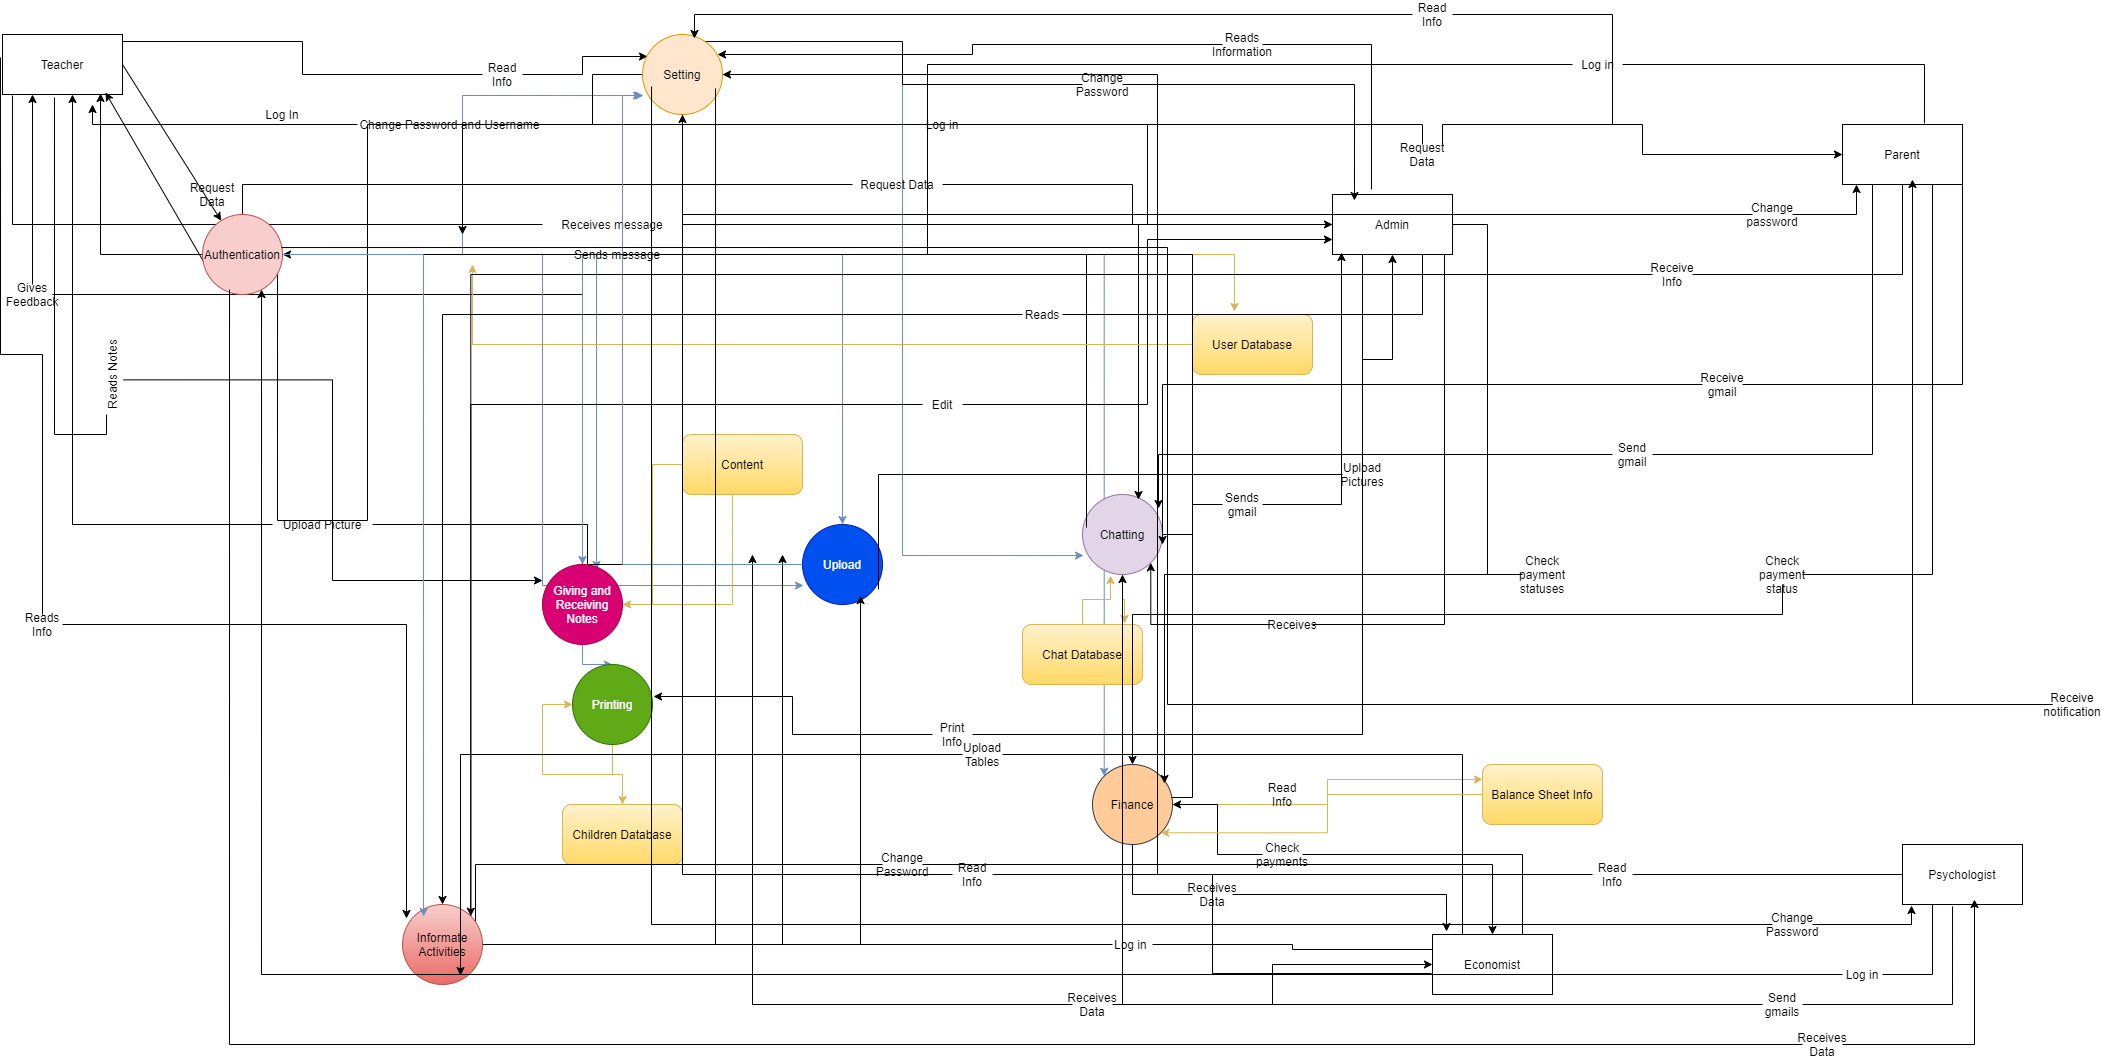 Read
Info
Reads
Information
Teacher
Log in
Read
Info
Setting
Change
Password
Log In
Change Password and Username
Log in
Request
Data
Parent
Request
Data
Request Data
Change
password
Receives message
Admin
Authentication
Sends message
Receive
Info
Gives
Feedback
Reads
User Database
Reads Notes
Receive
gmail
Edit
Content
Send
gmail
Upload
Pictures
Sends
gmail
Upload Picture
Chatting
Upload
Check
payment
statuses
Check
payment
status
Giving and
Receiving
Notes
Reads
Info
Receives
Chat Database
Printing
Receive
notification
Print
Info
Upload
Tables
Read
Info
Balance Sheet Info
Finance
Children Database
Check
payments
Change
Password
Read
Info
Read
Info
Psychologist
Receives
Data
Change
Password
Informate
Activities
Log in
Economist
Log in
Receives
Data
Send
gmails
Receives
Data